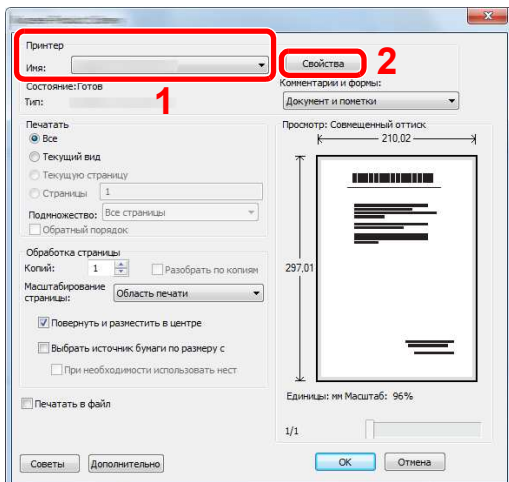 Принтер
Имя:
Свойства
2
1
Состояние:Готов
Тип:
Комментарии и формы:
Документ и пометки
Печатать
Все
Текущий вид
Текущую страницу
Страницы 1
Подмножество: Все страницы
Обратный порядок
Обработка страницы
Копий: 1
Разобрать по копиям
Масштабирование
страницы:
Область печати
Повернуть и разместить в центре
Выбрать источник бумаги по размеру с
При необходимости использовать нест
Печатать в файл
Просмотр: Совмещенный оттиск
210,02
297,01
Единицы: мм Масштаб: 96%
1/1
Советы
Дополнительно
OK
Отмена